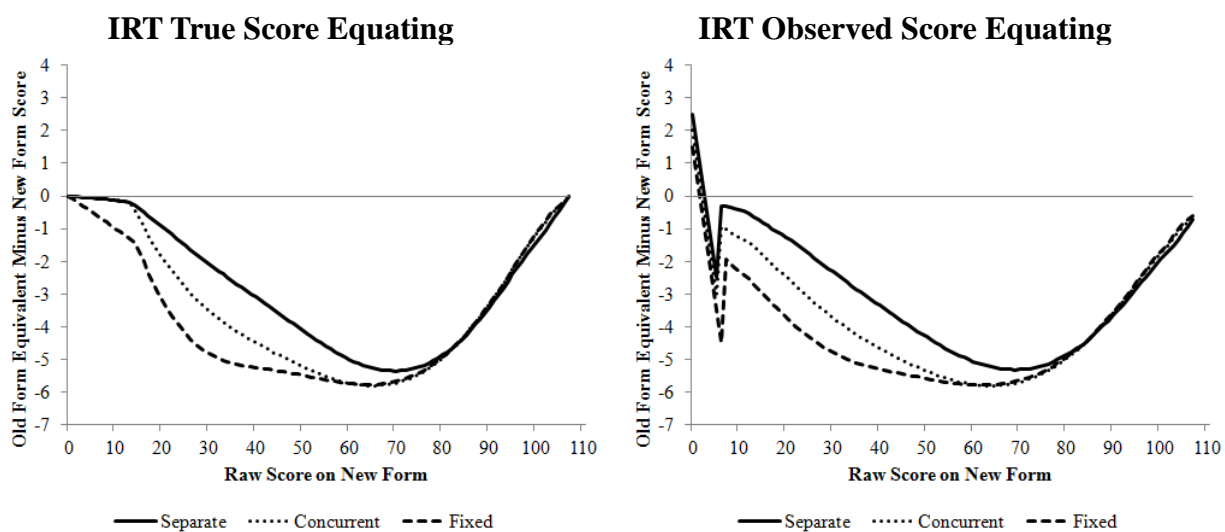 IRT True Score Equating
Old Form Equivalent Minus New Form Score
4
3
2
1
0
-1
-2
-3
-4
-5
-6
-7
0 10 20 30 40 50 60 70 80 90 100 110
Raw Score on New Form
Separate Concurrent Fixed
IRT Observed Score Equating
Old Form Equivalent Minus New Form Score
4
3
2
1
0
-1
-2
-3
-4
-5
-6
-7
0 10 20 30 40 50 60 70 80 90 100 110
Raw Score on New Form
Separate Concurrent Fixed